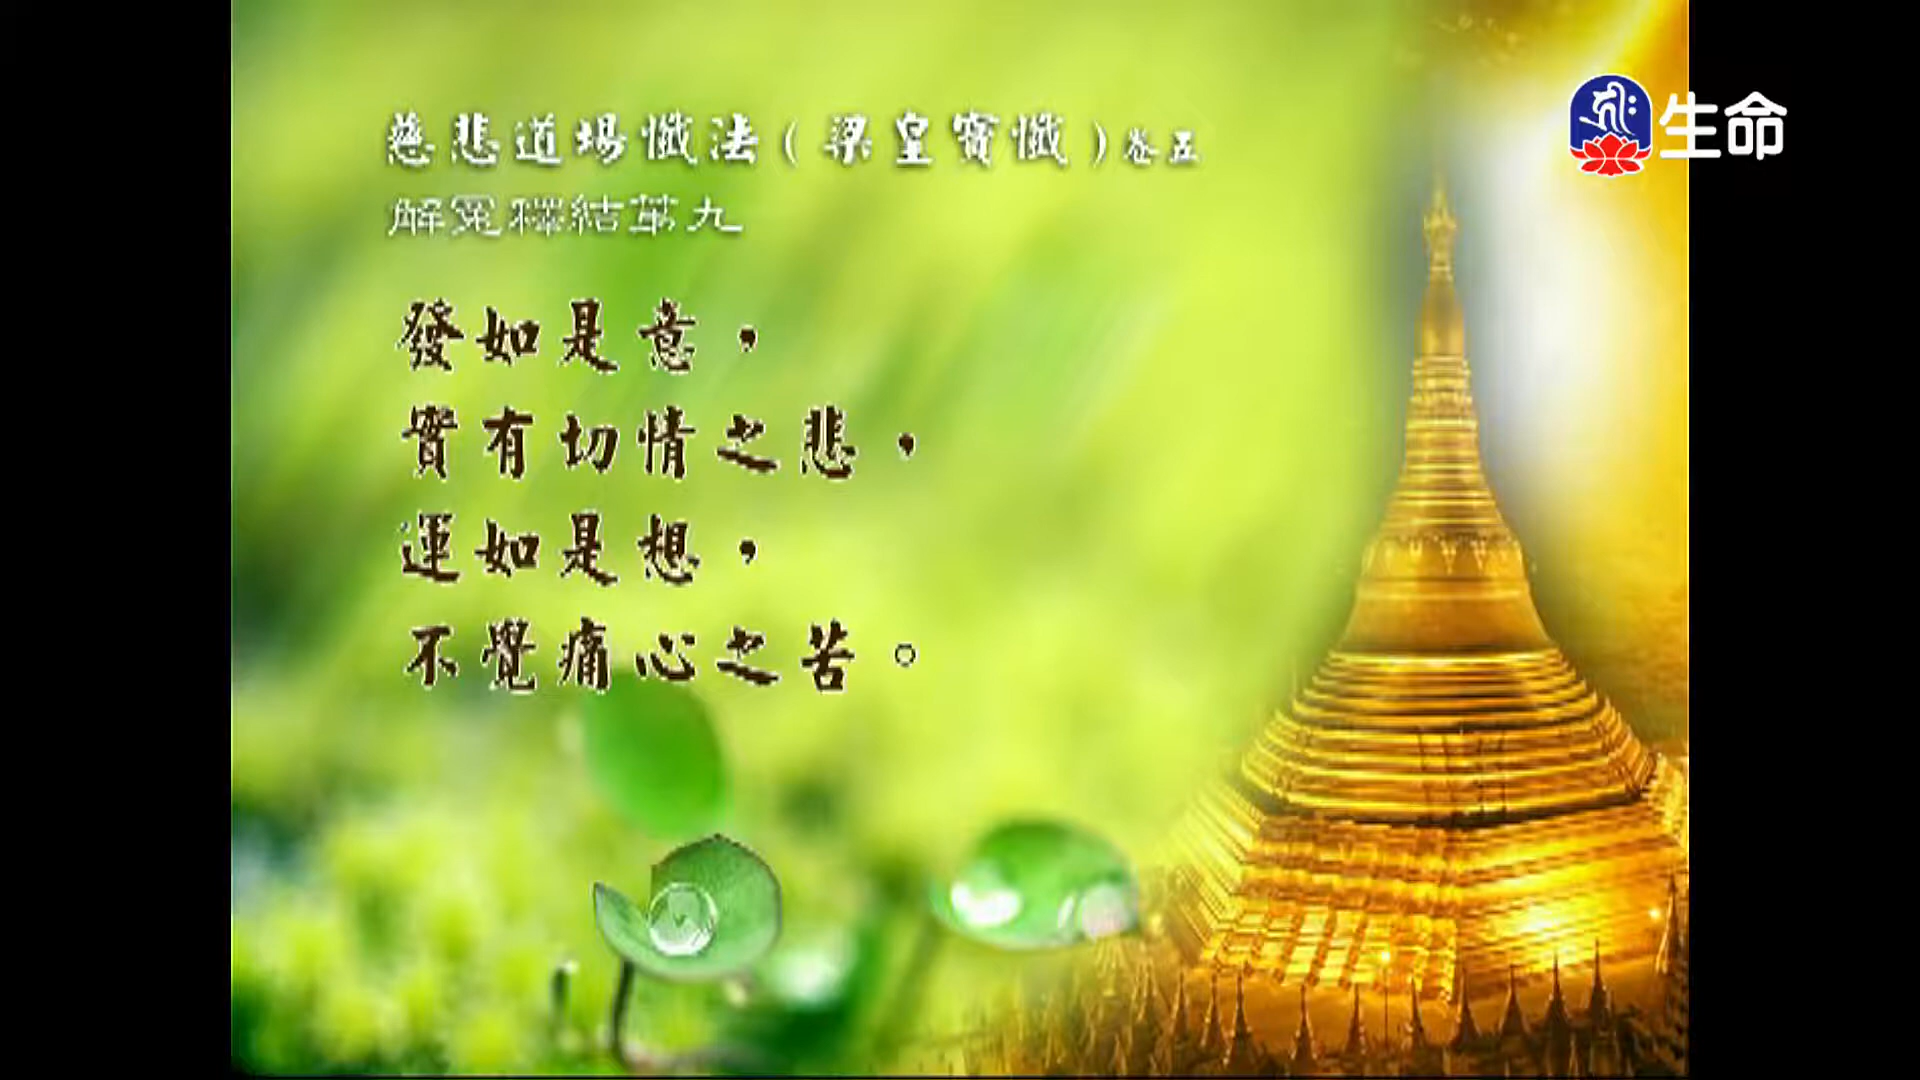 慈悲道場懺法(梁皇寶懺)卷五
解冤釋結第九
發如是意,
實有切情之悲,
運如是想,
不覺痛心之苦。
生命